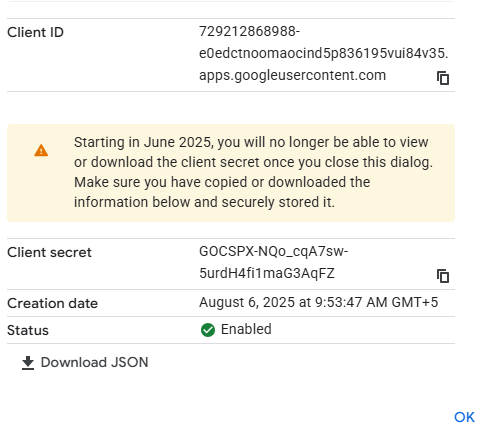 Client ID
729212868988-
e0edctnoomaocind5p836195vui84v35.
apps.googleusercontent.com
Starting in June 2025, you will no longer be able to view
or download the client secret once you close this dialog.
Make sure you have copied or downloaded the
information below and securely stored it.
Client secret
GOCSPX-NQo_cqA7sw-
5urdH4fi1maG3AqFZ
Creation date
August 6, 2025 at 9:53:47 AM GMT+5
Status
Enabled
Download JSON
OK